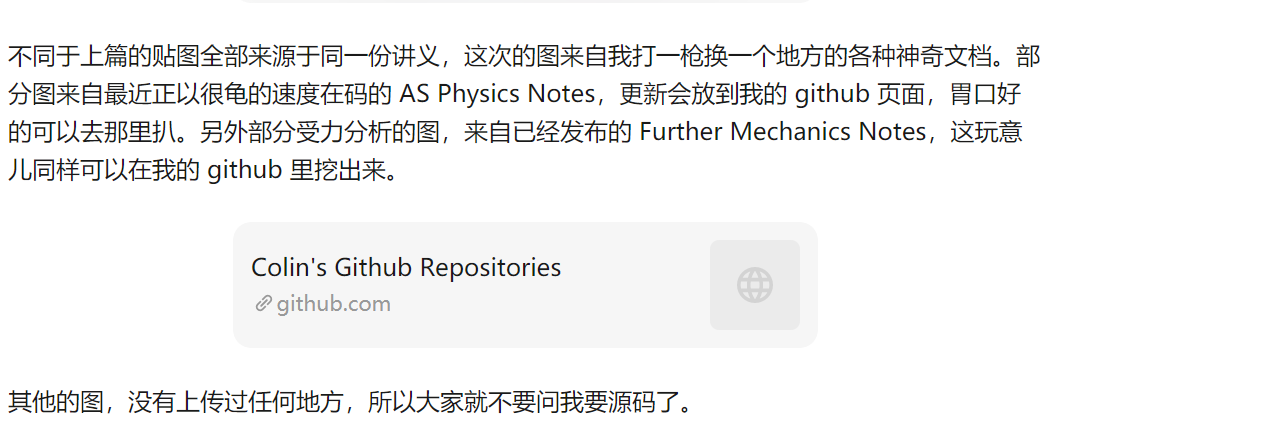 不同于上篇的贴图全部来源于同一份讲义，这次的图来自我打一枪换一个地方的各种神奇文档。部
分图来自最近正以很龟的速度在码的 AS Physics Notes，更新会放到我的 github 页面，胃口好
的可以去那里扒。另外部分受力分析的图，来自已经发布的 Further Mechanics Notes，这玩意
儿同样可以在我的 github 里挖出来。
Colin's Github Repositories
github.com
其他的图，没有上传过任何地方，所以大家就不要问我要源码了。